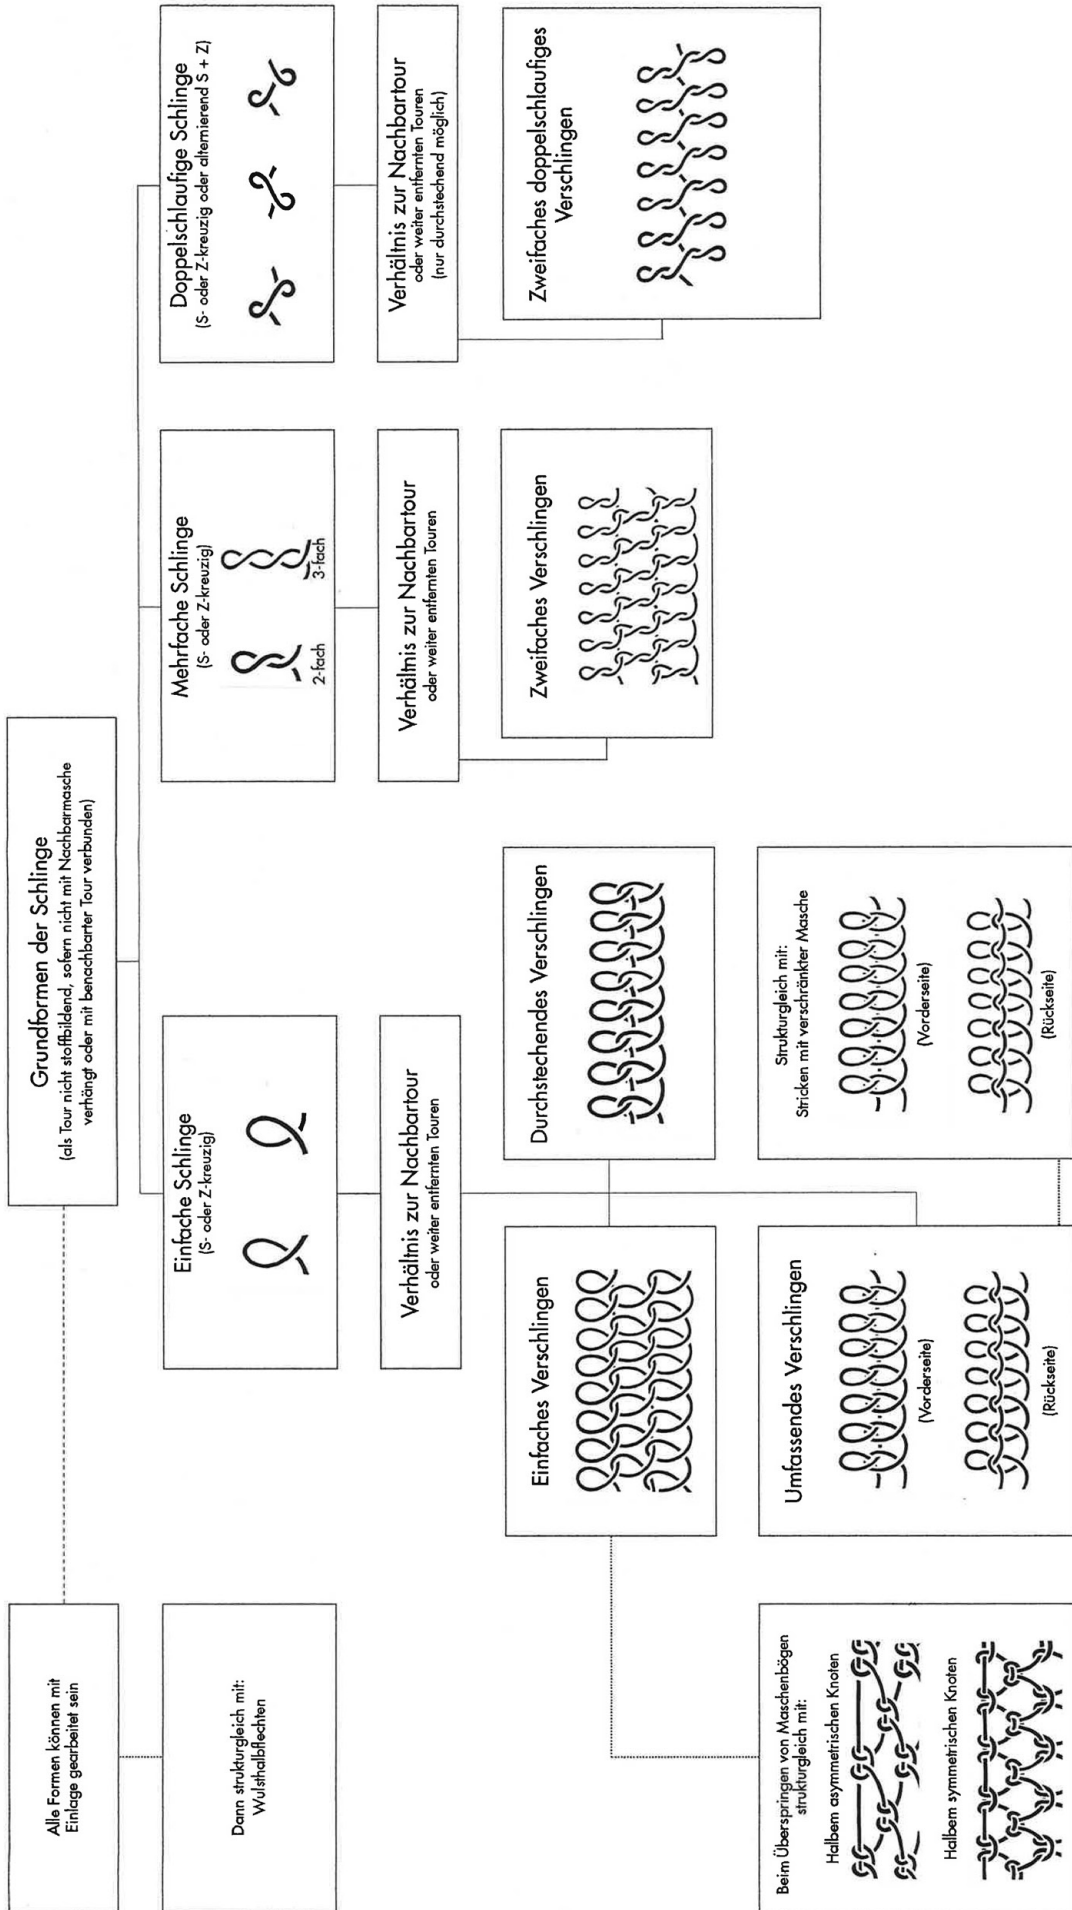 Grundformen der Schlinge
(als Tour nicht stoffbildend, sofern nicht mit Nachbarmasche
verhängt oder mit benachbarter Tour verbunden)
Alle Formen können mit
Einlage gearbeitet sein
Dann strukturgleich mit:
Wulsthalbflechten
Einfache Schlinge
(S- oder Z-kreuzig)
Mehrfache Schlinge
(S- oder Z-kreuzig)
2-fach
3-fach
Doppelschlaufige Schlinge
(S- oder Z-kreuzig oder alternierend S + Z)
Verhältnis zur Nachbartour
oder weiter entfernten Touren
Verhältnis zur Nachbartour
oder weiter entfernten Touren
Verhältnis zur Nachbartour
oder weiter entfernten Touren
(nur durchstechend möglich)
Einfaches Verschlingen
Durchstechendes Verschlingen
Zweifaches Verschlingen
Zweifaches doppelschlaufiges
Verschlingen
Beim Überspringen von Maschenbögen
strukturgleich mit:
Halbem asymmetrischen Knoten
Halbem symmetrischen Knoten
Umfassendes Verschlingen
(Vorderseite)
(Rückseite)
Strukturgleich mit:
Stricken mit verschränkter Masche
(Vorderseite)
(Rückseite)